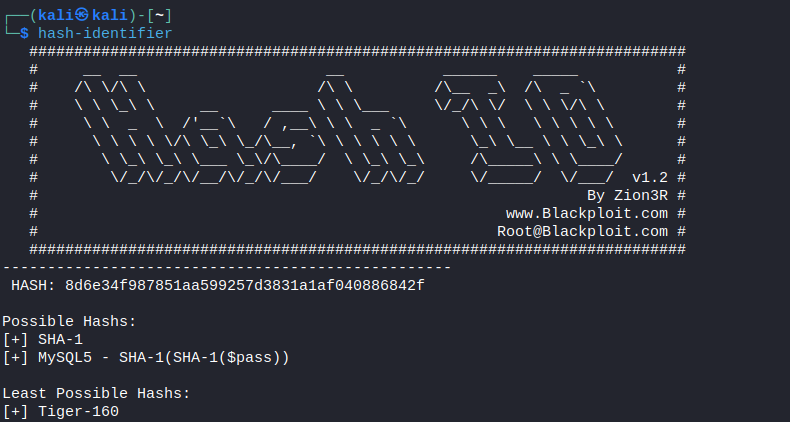 ┌──(kali㉿kali)-[~]
└─$ hash-identifier
   #########################################################################
   #     __  __                     __           ______    _____           #
   #    /\ \/\ \                   /\ \         /\__  _\  /\  _ `\         #
   #    \ \ \_\ \     __      ____ \ \ \___     \/_/\ \/  \ \ \/\ \        #
   #     \ \  _  \  /'__`\   / ,__\ \ \  _ `\      \ \ \   \ \ \ \ \       #
   #      \ \ \ \ \/\ \_\ \_/\__, `\ \ \ \ \ \      \_\ \__ \ \ \_\ \      #
   #       \ \_\ \_\ \___ \_\/\____/  \ \_\ \_\     /\_____\ \ \____/      #
   #        \/_/\/_/\/__/\/_/\/___/    \/_/\/_/     \/_____/  \/___/  v1.2 #
   #                                                             By Zion3R #
   #                                                    www.Blackploit.com #
   #                                                   Root@Blackploit.com #
   #########################################################################
--------------------------------------------------
 HASH: 8d6e34f987851aa599257d3831a1af040886842f

Possible Hashs:
[+] SHA-1
[+] MySQL5 - SHA-1(SHA-1($pass))

Least Possible Hashs:
[+] Tiger-160